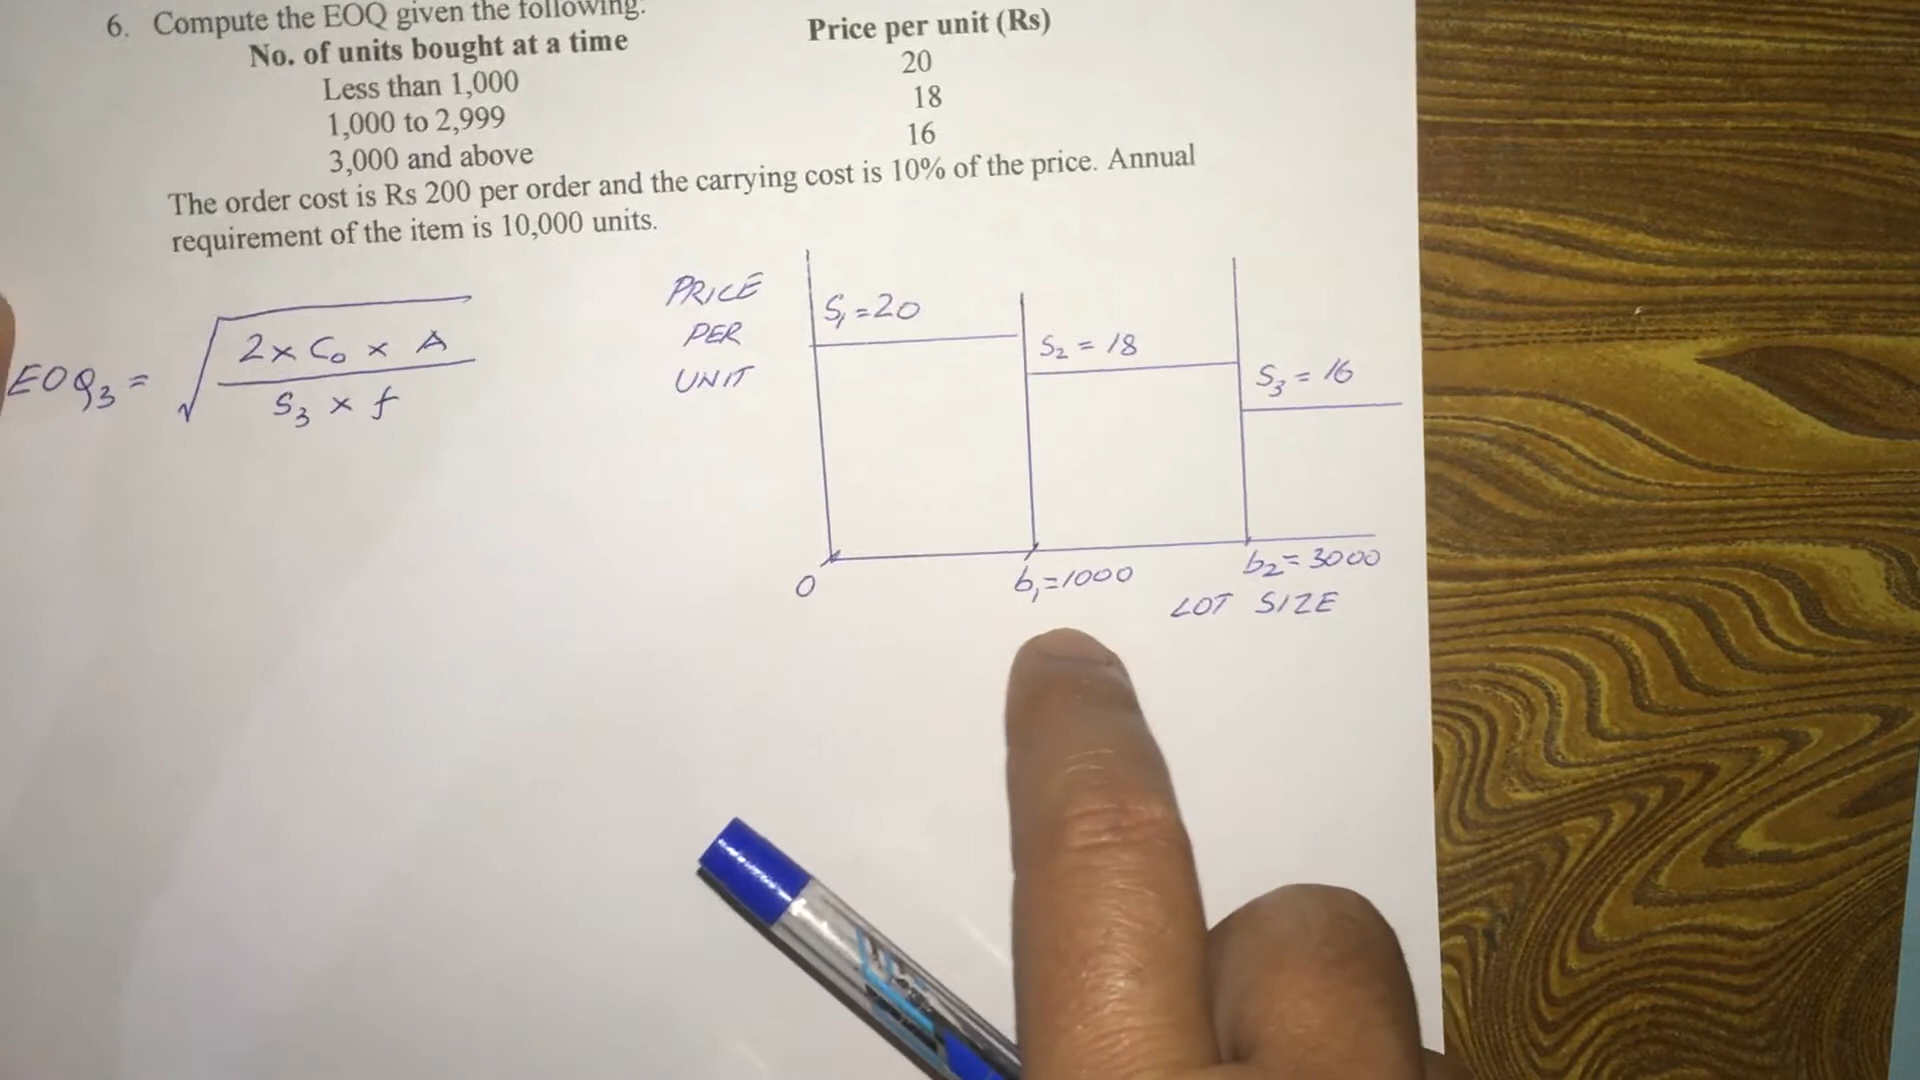 6. Compute the EOQ given the following:
No. of units bought at a time Price per unit (Rs)
Less than 1,000 20
1,000 to 2,999 18
3,000 and above 16
The order cost is Rs 200 per order and the carrying cost is 10% of the price. Annual
requirement of the item is 10,000 units.
EOQ₃ = √ 2 x C₀ x A
S₃ x f
PRICE
PER
UNIT
S₁ = 20
S₂ = 18
S₃ = 16
0
b₁ = 1000
b₂ = 3000
LOT SIZE